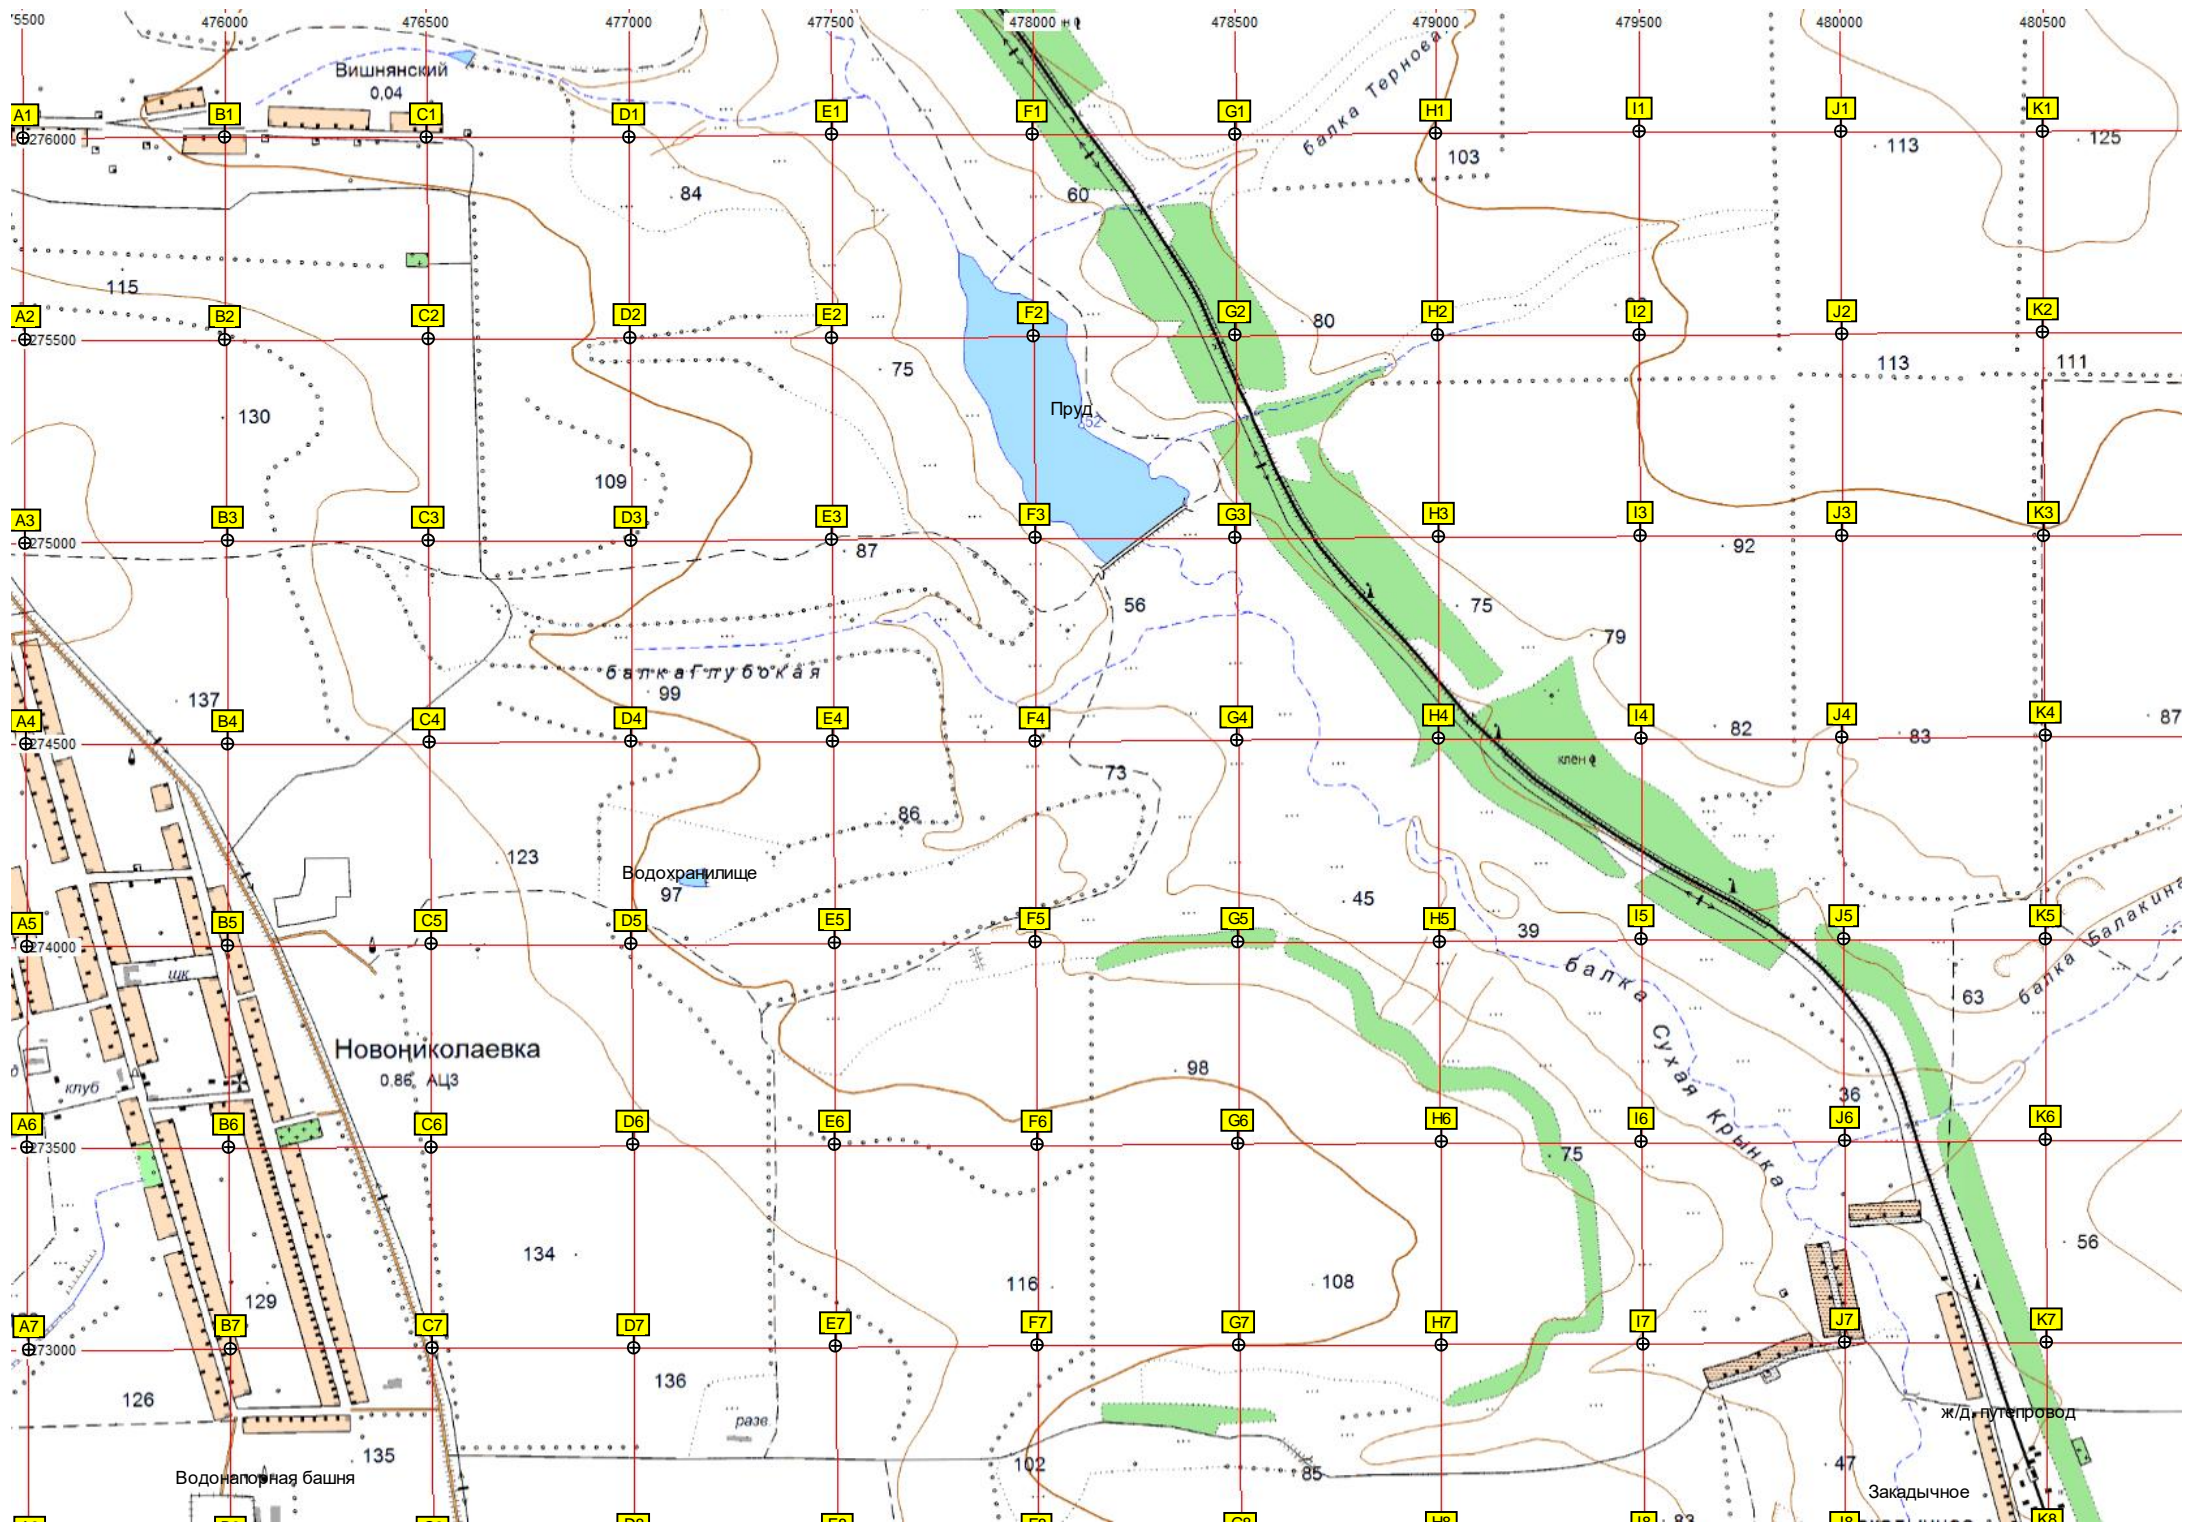 75500 476000 476500 477000 477500 478000 478500 479000 479500 480000 480500
Вишнянский
0,04
балка Тернова
A1 B1 C1 D1 E1 F1 G1 H1 I1 J1 K1
276000
103 113 125
84 60
115
A2 B2 C2 D2 E2 F2 G2 H2 I2 J2 K2
275500
80
75 113 111
130
Пруд
52
109
A3 B3 C3 D3 E3 F3 G3 H3 I3 J3 K3
275000
87 92
56 75
79
балка Глубокая
99
137
A4 B4 C4 D4 E4 F4 G4 H4 I4 J4 K4
274500
82 83 87
клен
73
86
123
Водохранилище
97
45
A5 B5 C5 D5 E5 F5 G5 H5 I5 J5 K5
274000
39
шк
балка Сухая Крынка
балка Балакина
63
Новониколаевка
0.86 АЦЗ
клуб
98
36
A6 B6 C6 D6 E6 F6 G6 H6 I6 J6 K6
273500
75
134
56
116 108
129
A7 B7 C7 D7 E7 F7 G7 H7 I7 J7 K7
273000
136
126
разв
ж/д. путепровод
135
102 85 47
Водонапорная башня
Закадычное
83
K8